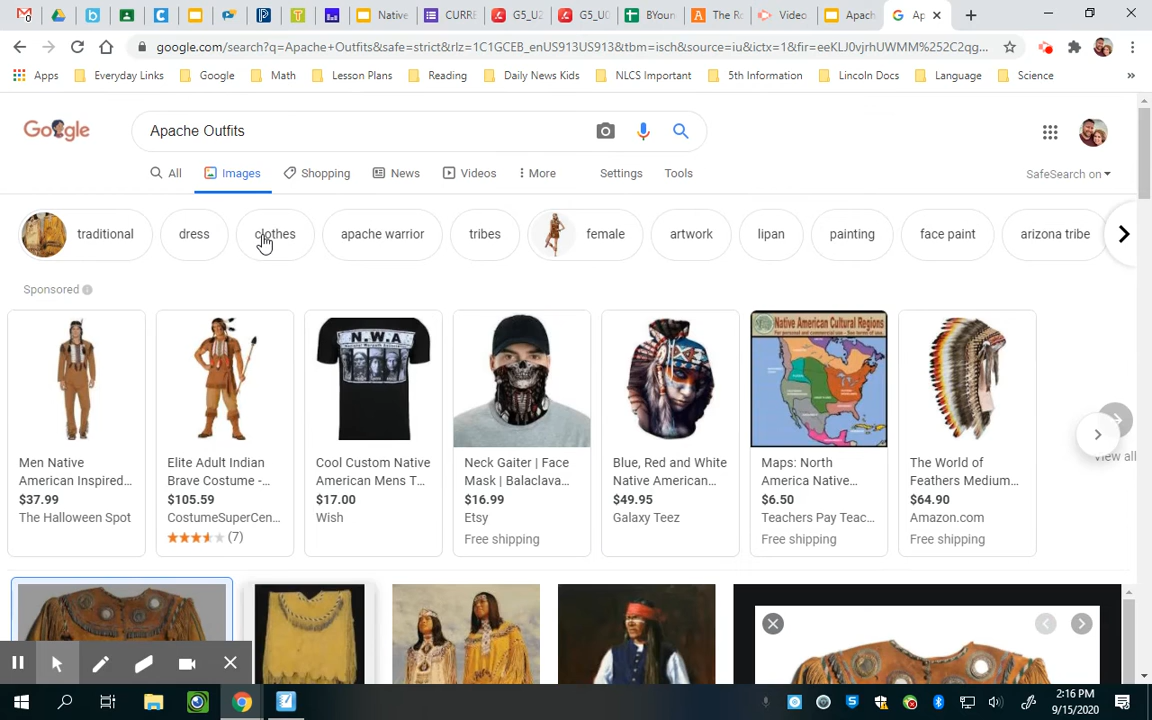 Native
CURRE
G5_U2
G5_U0
BYoun
The Ro
Video
Apach
Ap
google.com/search?q=Apache+Outfits&safe=strict&rlz=1C1GCEB_enUS913US913&tbm=isch&source=iu&ictx=1&fir=eeKLJ0vjrhUWMM%252C2qg...
Apps Everyday Links Google Math Lesson Plans Reading Daily News Kids NLCS Important 5th Information Lincoln Docs Language Science
Google
Apache Outfits
All Images Shopping News Videos More Settings Tools
SafeSearch on
traditional dress clothes apache warrior tribes female artwork lipan painting face paint arizona tribe
Sponsored
N.W.A
Native American Cultural Regions
Men Native
American Inspired...
$37.99
The Halloween Spot
Elite Adult Indian
Brave Costume -...
$105.59
CostumeSuperCen...
(7)
Cool Custom Native
American Mens T...
$17.00
Wish
Neck Gaiter | Face
Mask | Balaclava...
$16.99
Etsy
Free shipping
Blue, Red and White
Native American...
$49.95
Galaxy Teez
Maps: North
America Native...
$6.50
Teachers Pay Teac...
Free shipping
The World of
Feathers Medium...
$64.90
Amazon.com
Free shipping
View all
2:16 PM
9/15/2020